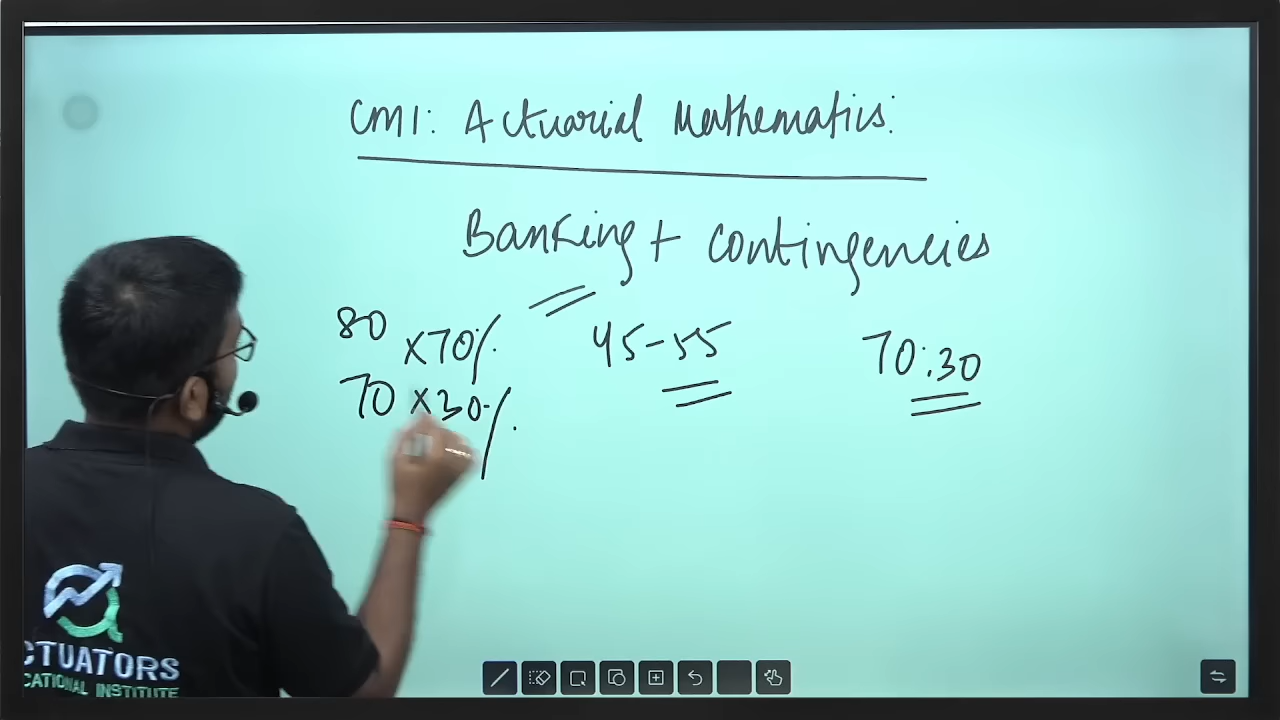 CM1: Actuarial Mathematics:
Banking + Contingencies
80 x70%.
70 x30%.
45-55
70:30
CTUATORS
CATIONAL INSTITUTE